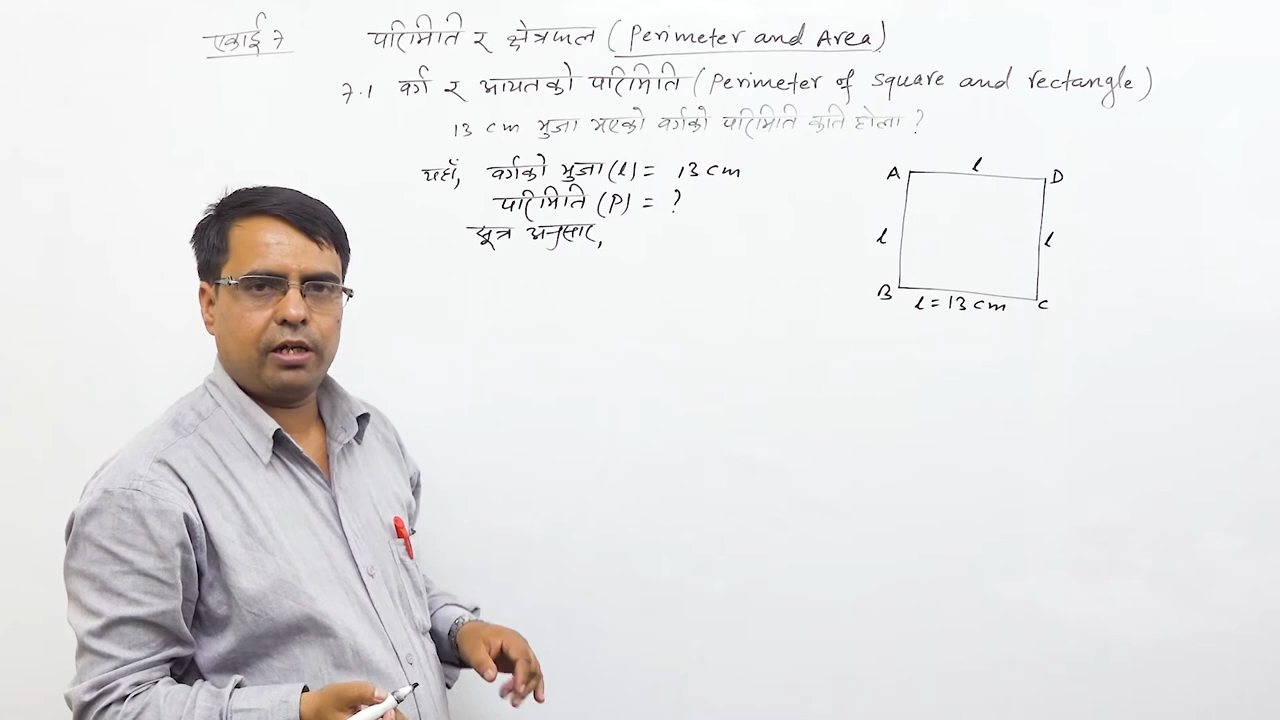 एकाई ७ परिमिति र क्षेत्रफल (Perimeter and Area)
७.१ वर्ग र आयतको परिमिति (Perimeter of square and rectangle)
13 cm भुजा भएको वर्गको परिमिति कति होला ?
यहाँ, वर्गको भुजा (l) = 13 cm
परिमिति (P) = ?
सूत्र अनुसार,
A l D
l l
B l = 13 cm C